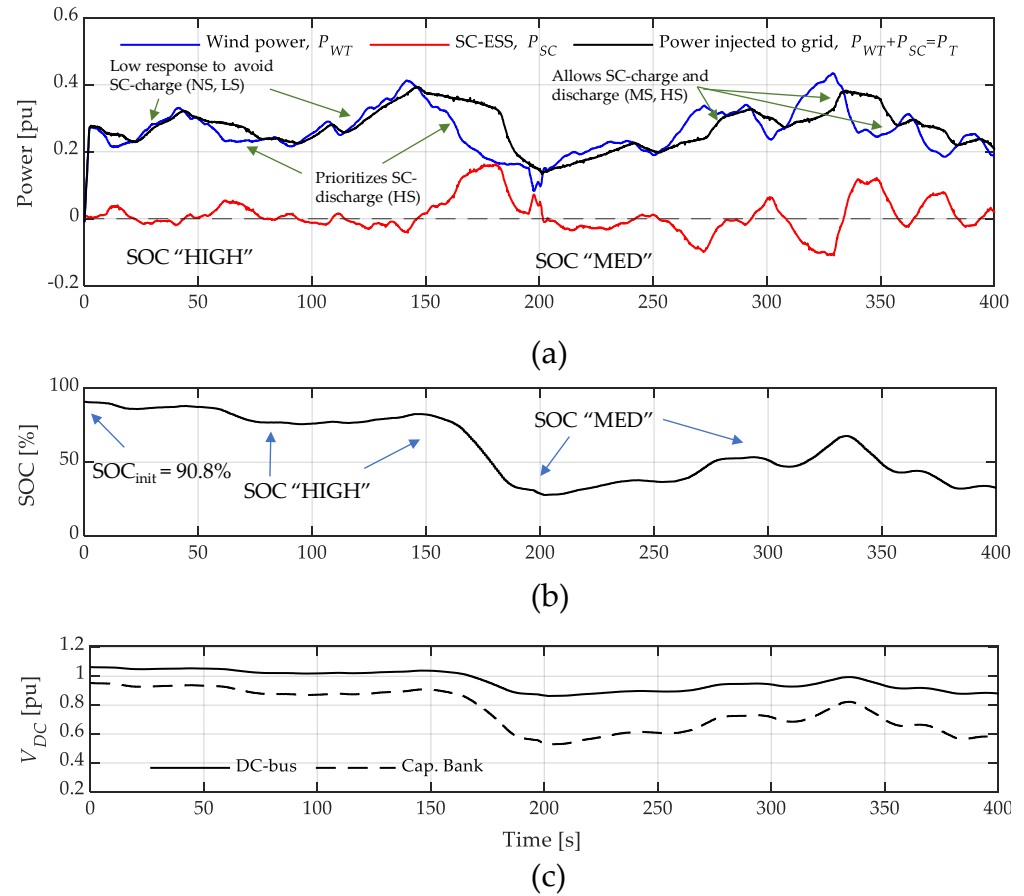 (a)
Power [pu]
0.6
0.4
0.2
0
-0.2
Wind power, P_WT
SC-ESS, P_SC
Power injected to grid, P_WT+P_SC=P_T
Low response to avoid
SC-charge (NS, LS)
Allows SC-charge and
discharge (MS, HS)
Prioritizes SC-
discharge (HS)
SOC “HIGH”
SOC “MED”
0 50 100 150 200 250 300 350 400
(a)
SOC [%]
100
50
0
SOC “MED”
SOCinit = 90.8%
SOC “HIGH”
0 50 100 150 200 250 300 350 400
(b)
V_DC [pu]
1.2
1
0.8
0.6
0.4
0.2
DC-bus
Cap. Bank
0 50 100 150 200 250 300 350 400
Time [s]
(c)